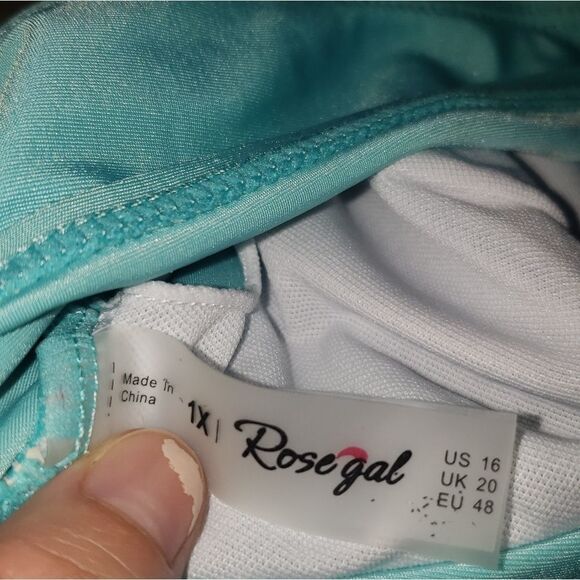 Made In
China
1X
Rosegal
US 16
UK 20
EU 48